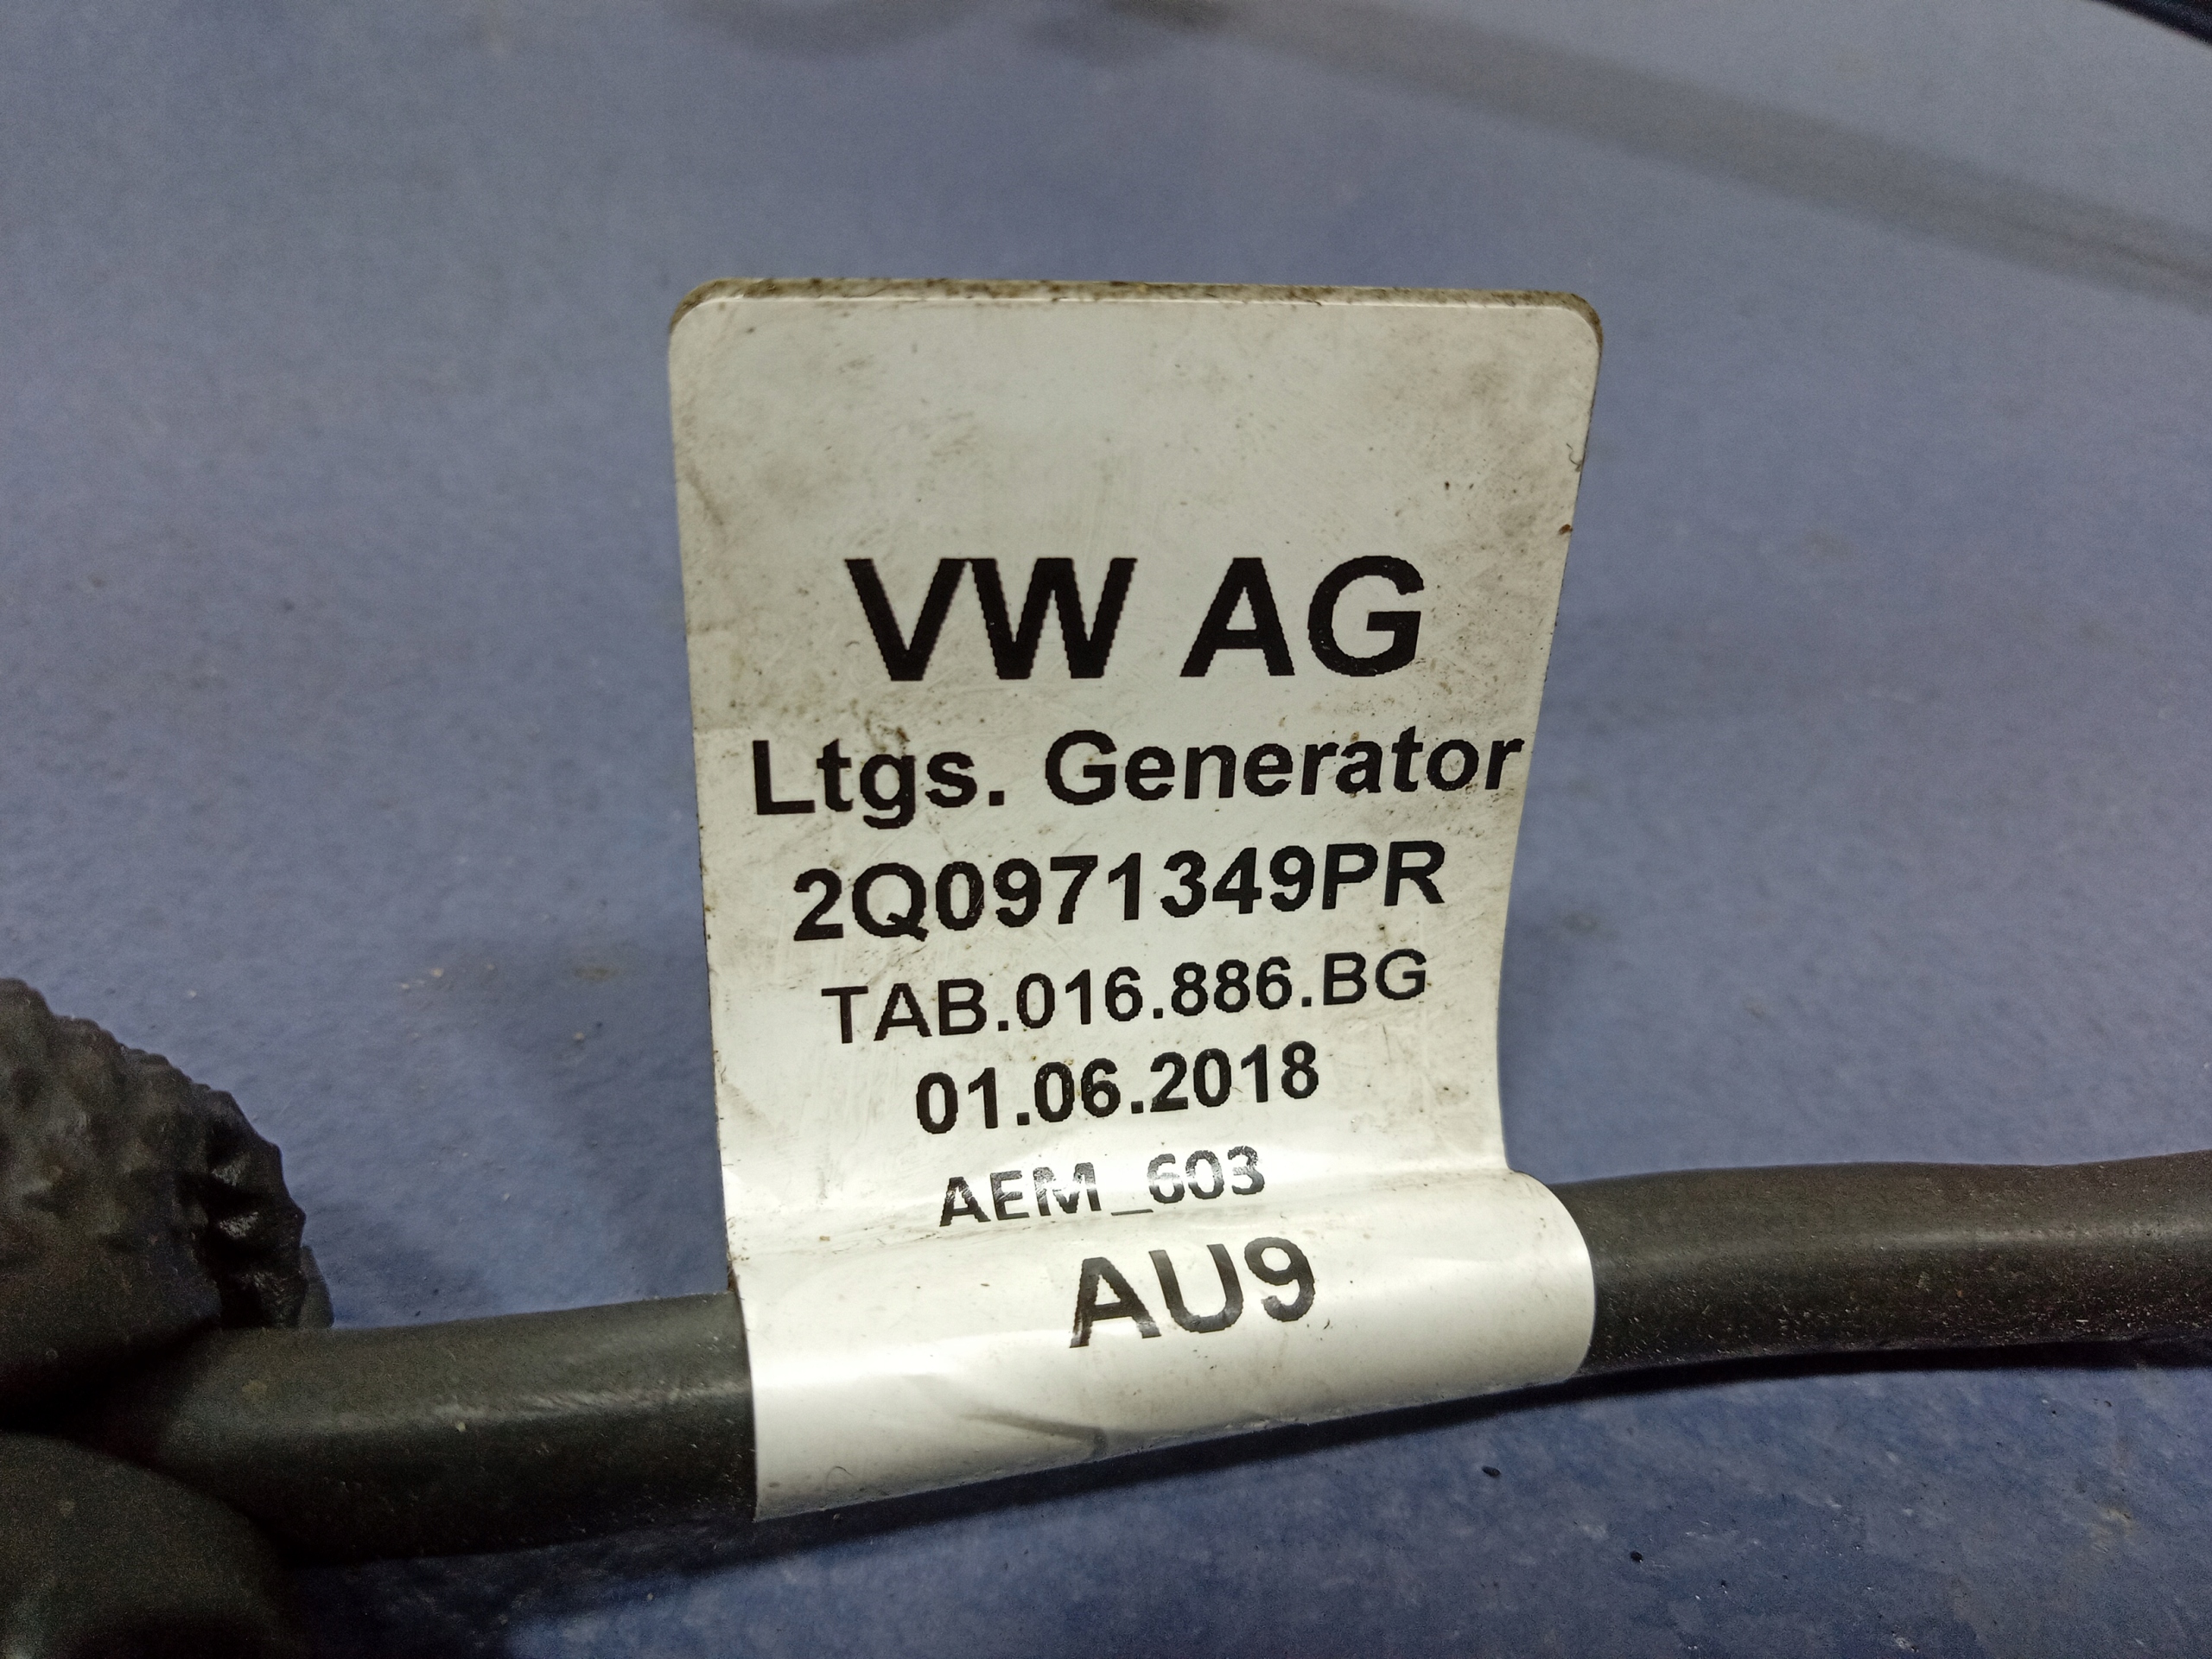 VW AG
Ltgs. Generator
2Q0971349PR
TAB.016.886.BG
01.06.2018
AEM_603
AU9